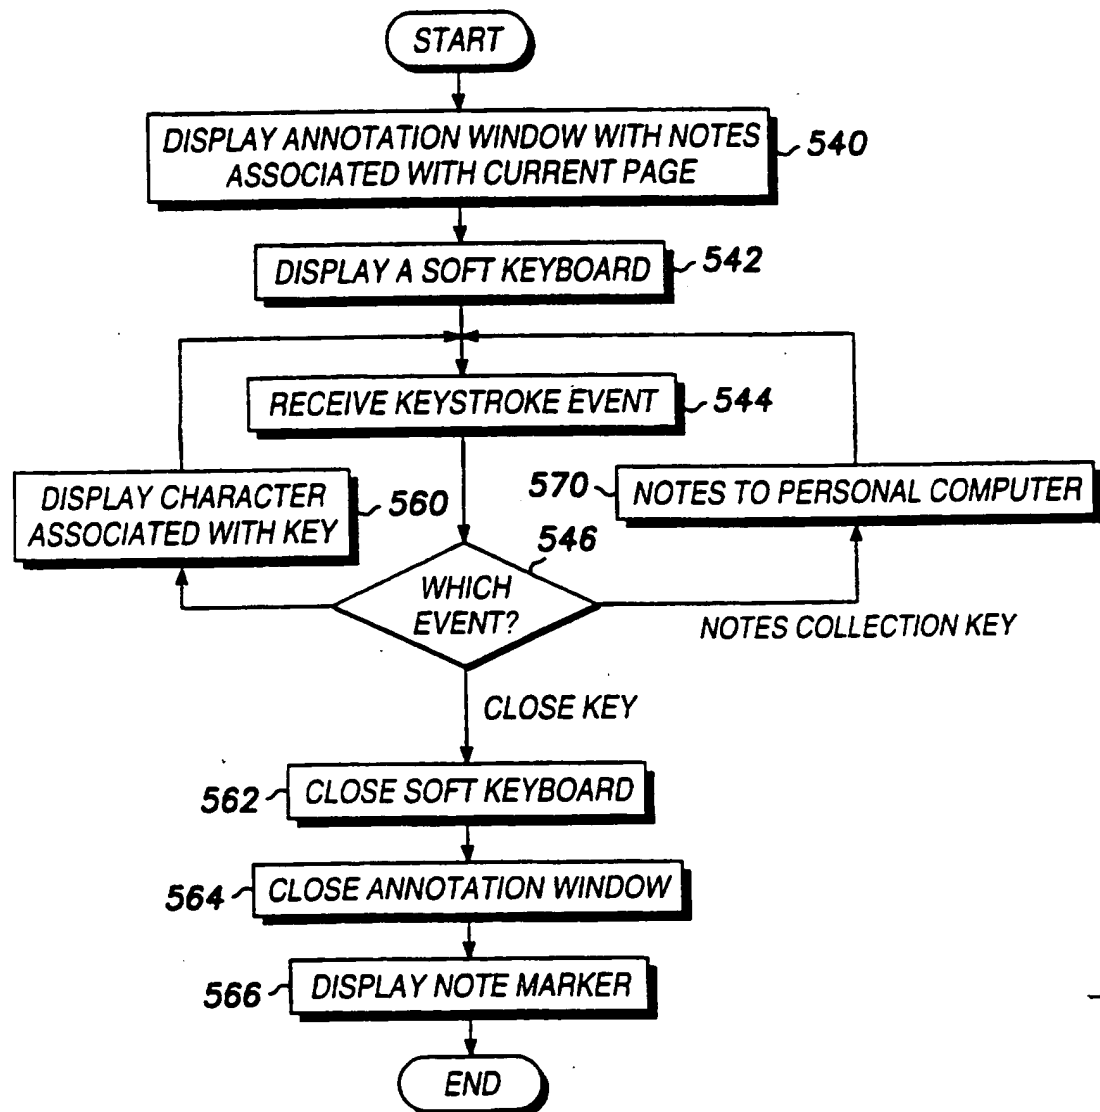 START
DISPLAY ANNOTATION WINDOW WITH NOTES
ASSOCIATED WITH CURRENT PAGE
540
DISPLAY A SOFT KEYBOARD
542
RECEIVE KEYSTROKE EVENT
544
DISPLAY CHARACTER
ASSOCIATED WITH KEY
560
570
NOTES TO PERSONAL COMPUTER
546
WHICH
EVENT?
NOTES COLLECTION KEY
CLOSE KEY
562
CLOSE SOFT KEYBOARD
564
CLOSE ANNOTATION WINDOW
566
DISPLAY NOTE MARKER
END